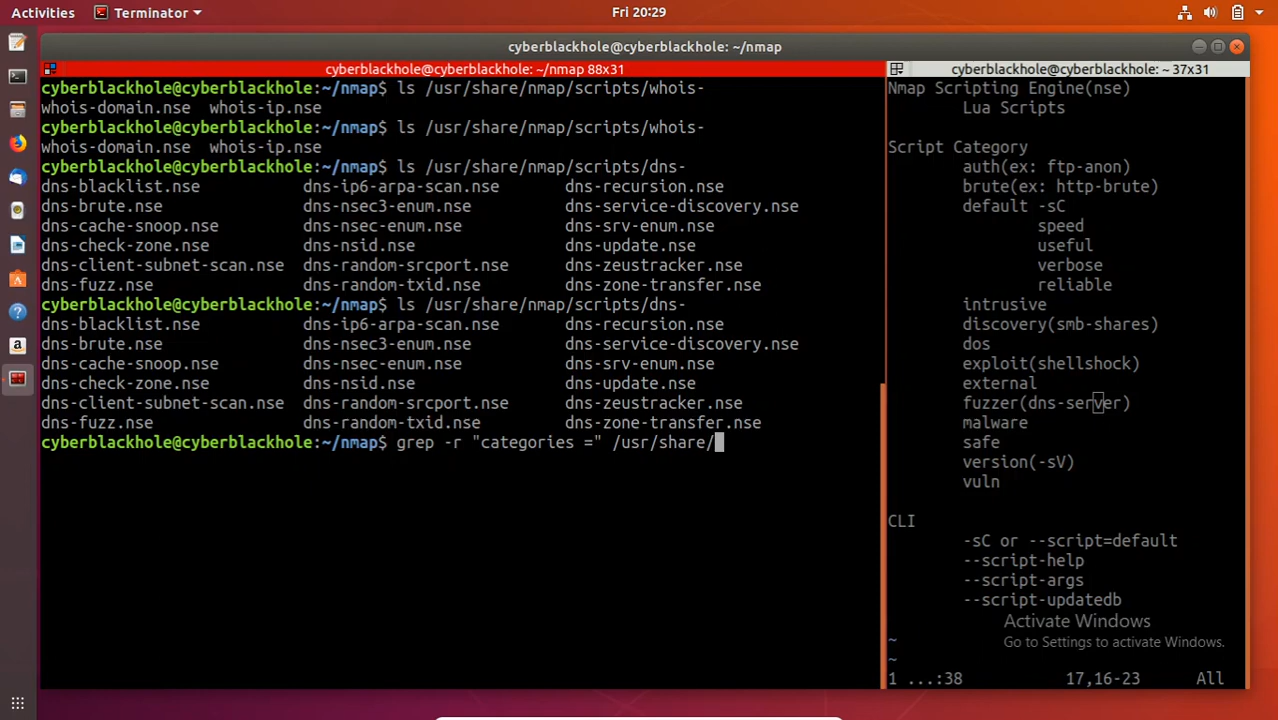 Activities Terminator Fri 20:29
cyberblackhole@cyberblackhole: ~/nmap
cyberblackhole@cyberblackhole: ~/nmap 88x31
cyberblackhole@cyberblackhole:~/nmap$ ls /usr/share/nmap/scripts/whois-
whois-domain.nse whois-ip.nse
cyberblackhole@cyberblackhole:~/nmap$ ls /usr/share/nmap/scripts/whois-
whois-domain.nse whois-ip.nse
cyberblackhole@cyberblackhole:~/nmap$ ls /usr/share/nmap/scripts/dns-
dns-blacklist.nse dns-ip6-arpa-scan.nse dns-recursion.nse
dns-brute.nse dns-nsec3-enum.nse dns-service-discovery.nse
dns-cache-snoop.nse dns-nsec-enum.nse dns-srv-enum.nse
dns-check-zone.nse dns-nsid.nse dns-update.nse
dns-client-subnet-scan.nse dns-random-srcport.nse dns-zeustracker.nse
dns-fuzz.nse dns-random-txid.nse dns-zone-transfer.nse
cyberblackhole@cyberblackhole:~/nmap$ ls /usr/share/nmap/scripts/dns-
dns-blacklist.nse dns-ip6-arpa-scan.nse dns-recursion.nse
dns-brute.nse dns-nsec3-enum.nse dns-service-discovery.nse
dns-cache-snoop.nse dns-nsec-enum.nse dns-srv-enum.nse
dns-check-zone.nse dns-nsid.nse dns-update.nse
dns-client-subnet-scan.nse dns-random-srcport.nse dns-zeustracker.nse
dns-fuzz.nse dns-random-txid.nse dns-zone-transfer.nse
cyberblackhole@cyberblackhole:~/nmap$ grep -r "categories =" /usr/share/
cyberblackhole@cyberblackhole: ~ 37x31
Nmap Scripting Engine(nse)
Lua Scripts
Script Category
auth(ex: ftp-anon)
brute(ex: http-brute)
default -sC
speed
useful
verbose
reliable
intrusive
discovery(smb-shares)
dos
exploit(shellshock)
external
fuzzer(dns-server)
malware
safe
version(-sV)
vuln
CLI
-sC or --script=default
--script-help
--script-args
--script-updatedb
Activate Windows
~ Go to Settings to activate Windows.
~
1 ...:38 17,16-23 All